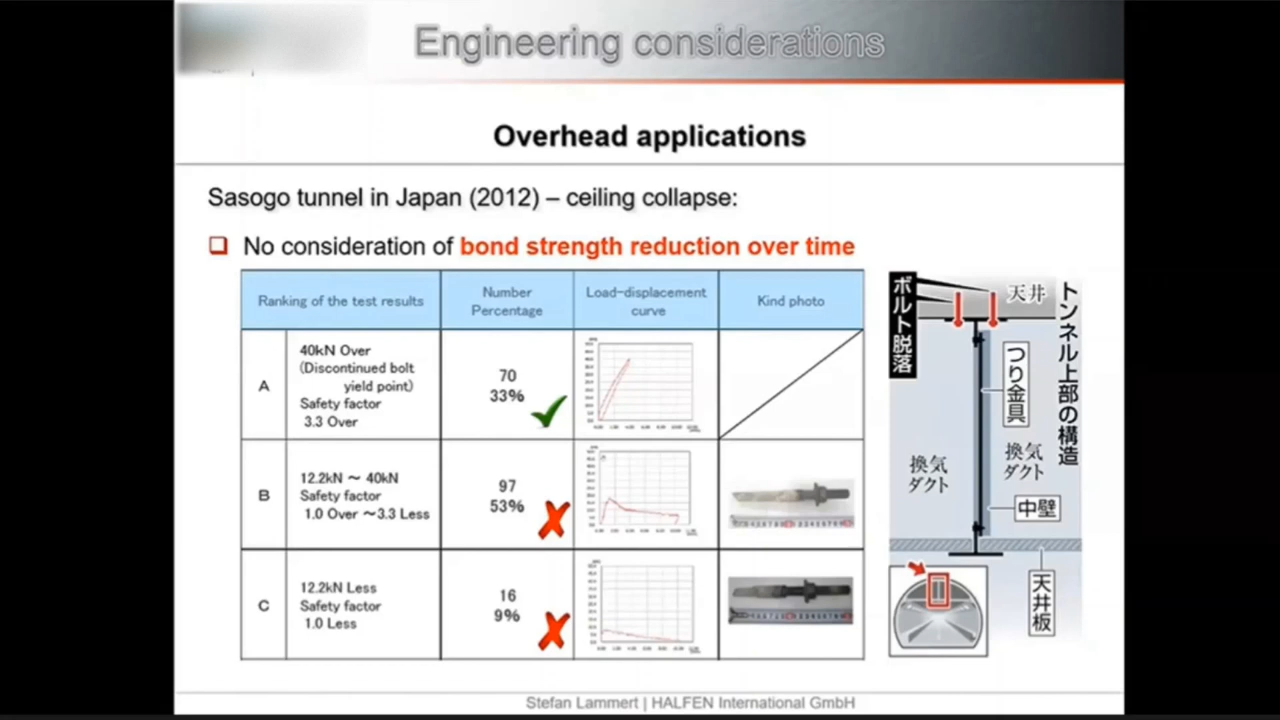 Engineering considerations
Overhead applications
Sasogo tunnel in Japan (2012) – ceiling collapse:
No consideration of bond strength reduction over time
Ranking of the test results
Number
Percentage
Load-displacement
curve
Kind photo
A
40kN Over
(Discontinued bolt
yield point)
Safety factor
3.3 Over
70
33%
B
12.2kN ～ 40kN
Safety factor
1.0 Over ～3.3 Less
97
53%
C
12.2kN Less
Safety factor
1.0 Less
16
9%
トンネル上部の構造
ボルト脱落
天井
つり金具
換気
ダクト
換気
ダクト
中壁
天井板
Stefan Lammert | HALFEN International GmbH